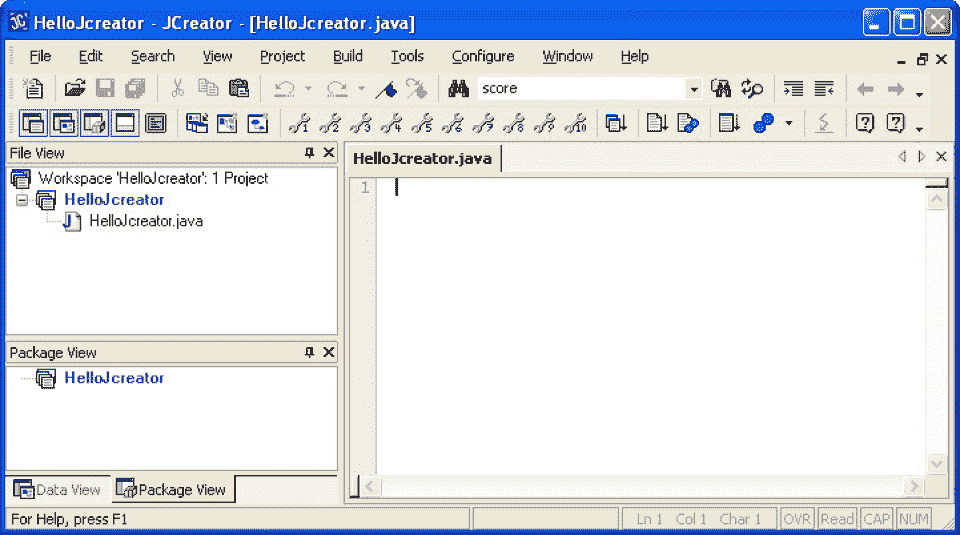 HelloJcreator - JCreator - [HelloJcreator.java]
File Edit Search View Project Build Tools Configure Window Help
score
1 2 3 4 5 6 7 8 9 10
File View
HelloJcreator.java
Workspace 'HelloJcreator': 1 Project
HelloJcreator
HelloJcreator.java
1
Package View
HelloJcreator
Data View Package View
For Help, press F1
Ln 1 Col 1 Char 1 OVR Read CAP NUM